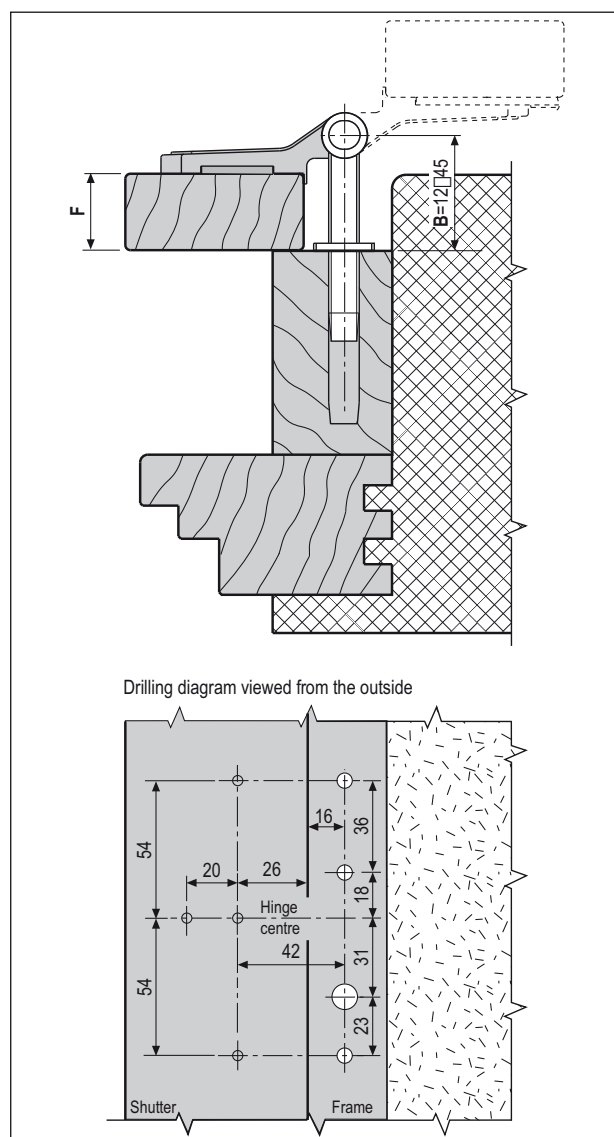 F
B=12□45
Drilling diagram viewed from the outside
16
36
54
20
26
18
Hinge
centre
42
31
54
23
Shutter
Frame